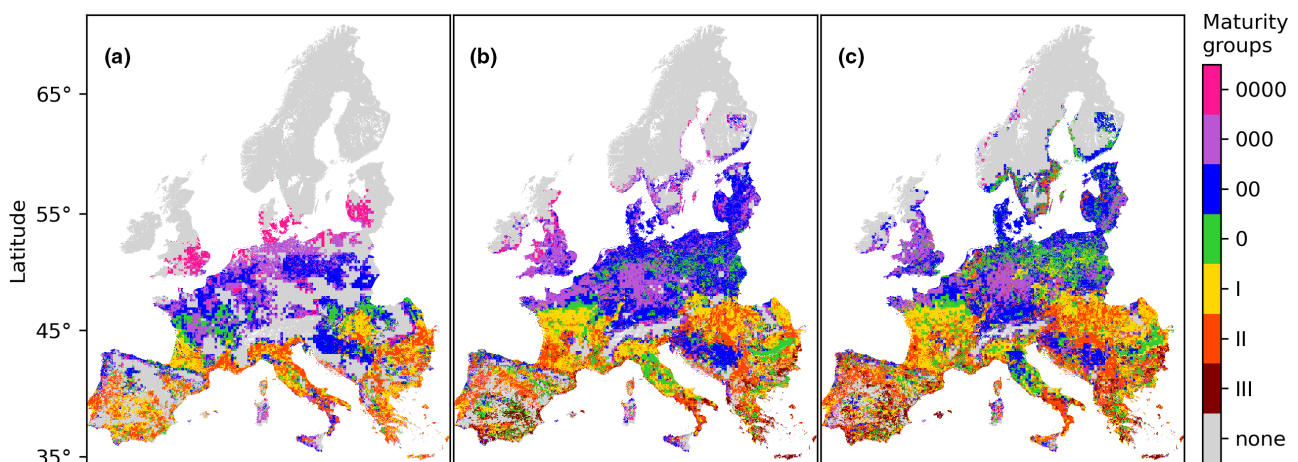 (a)
(b)
(c)
Maturity
groups
65°
55°
45°
35°
Latitude
0000
000
00
0
I
II
III
none